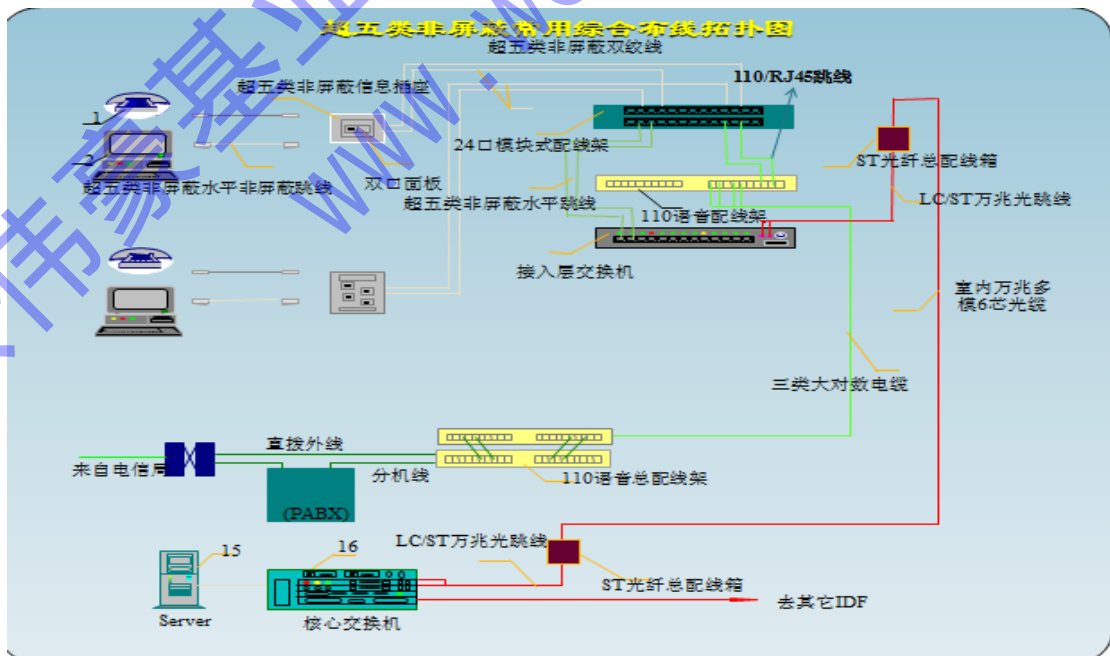 超五类非屏蔽常用综合布线拓扑图
超五类非屏蔽双绞线
110/RJ45跳线
超五类非屏蔽信息插座
1
24口模块式配线架
ST光纤总配线箱
2
超五类非屏蔽水平非屏蔽跳线
双口面板
超五类非屏蔽水平跳线
LC/ST万兆光跳线
110语音配线架
接入层交换机
室内万兆多
模6芯光缆
三类大对数电缆
直拨外线
来自电信局
分机线
110语音总配线架
(PABX)
LC/ST万兆光跳线
15
16
ST光纤总配线箱
去其它IDF
Server
核心交换机
伟豪基业
www.